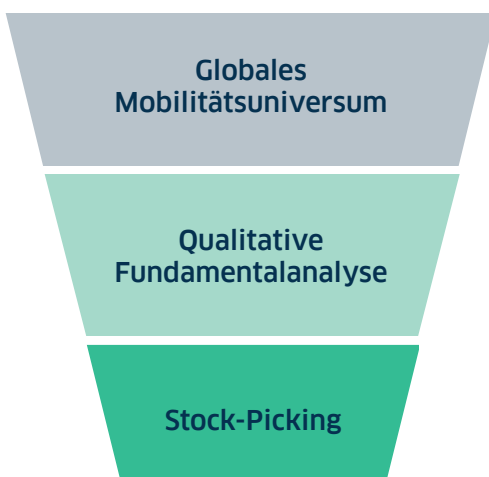 Globales
Mobilitätsuniversum
Qualitative
Fundamentalanalyse
Stock-Picking